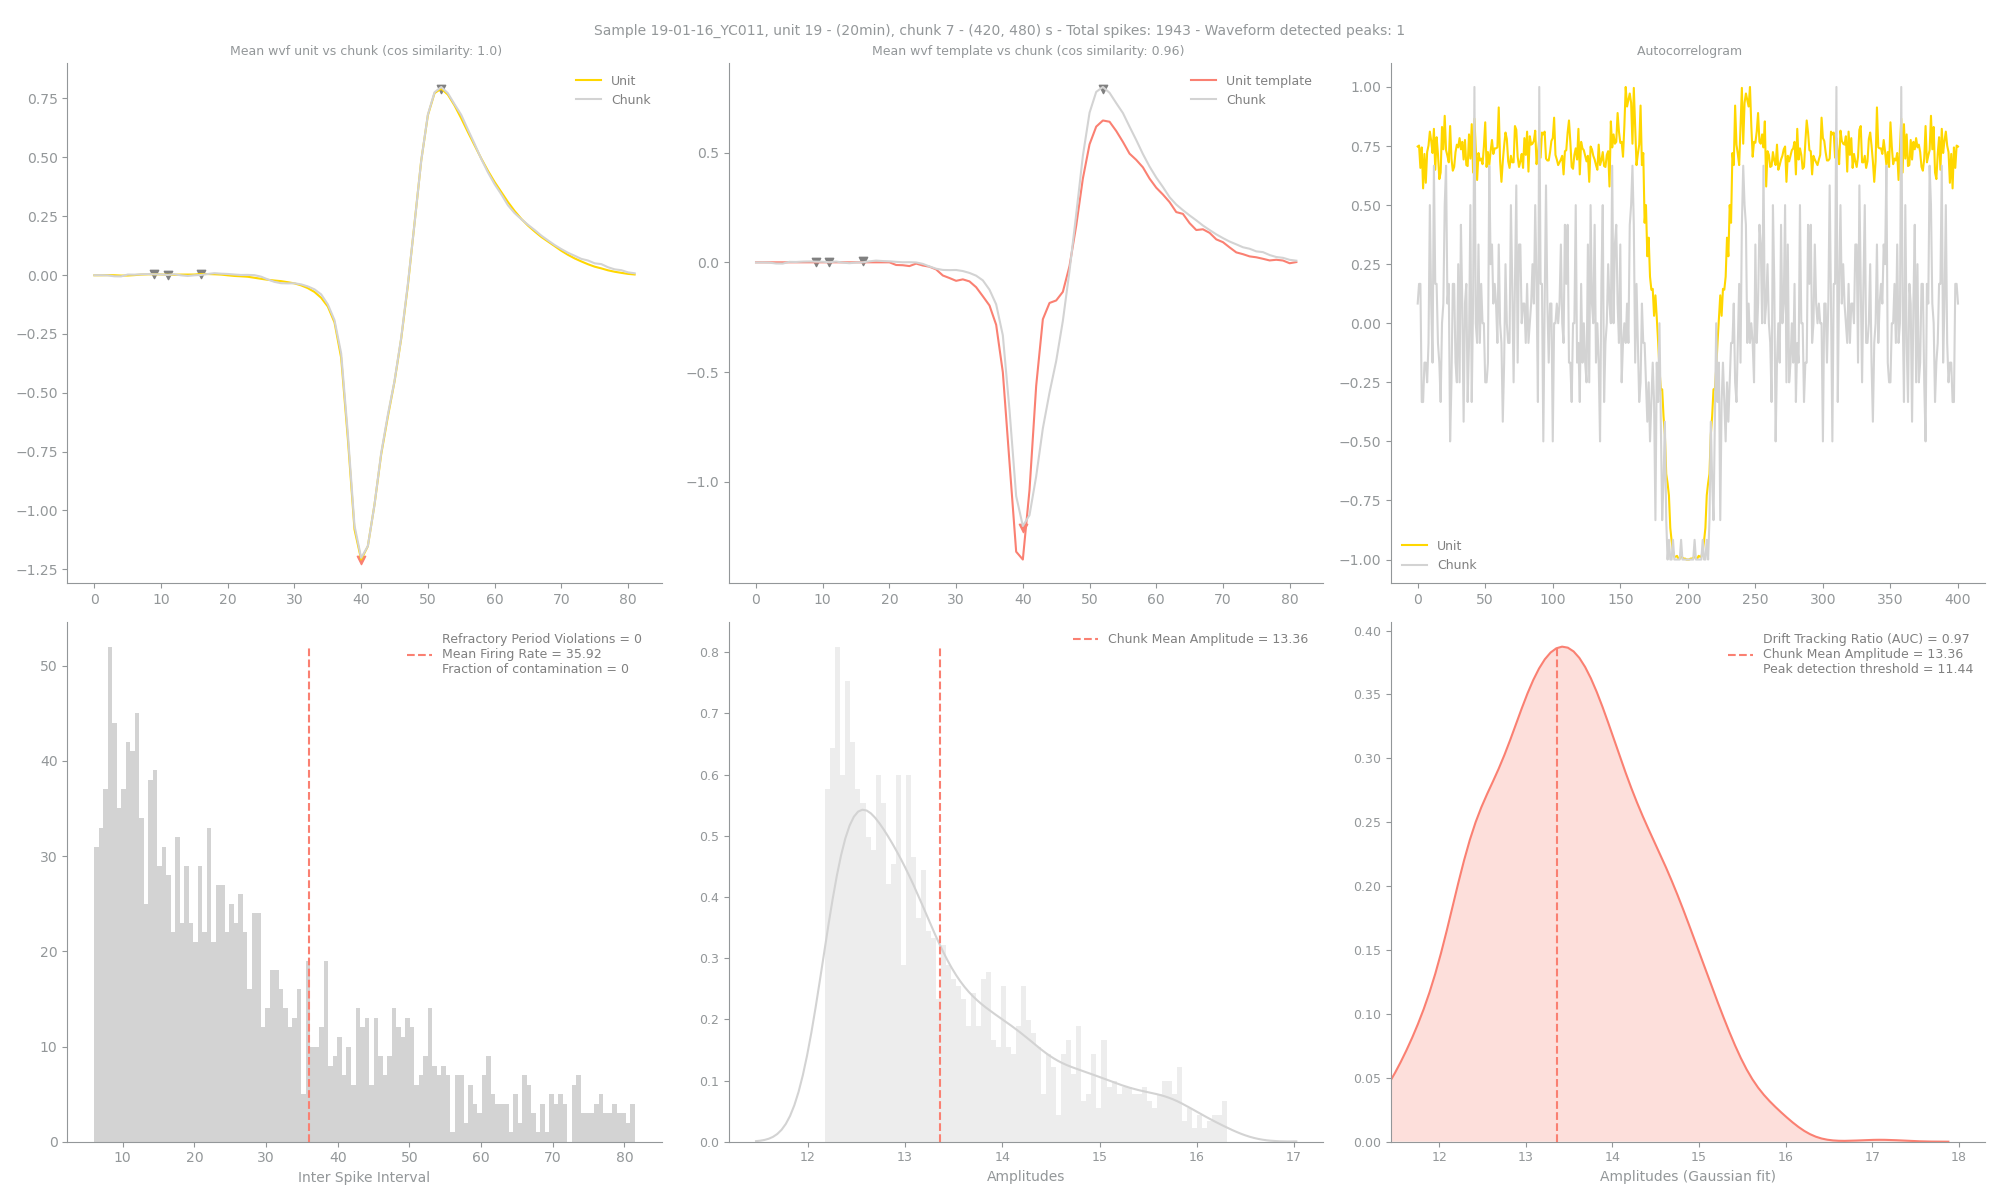 Sample 19-01-16_YC011, unit 19 - (20min), chunk 7 - (420, 480) s - Total spikes: 1943 - Waveform detected peaks: 1
Mean wvf unit vs chunk (cos similarity: 1.0)
Unit
Chunk
0.75
0.50
0.25
0.00
−0.25
−0.50
−0.75
−1.00
−1.25
0 10 20 30 40 50 60 70 80
Mean wvf template vs chunk (cos similarity: 0.96)
Unit template
Chunk
0.5
0.0
−0.5
−1.0
0 10 20 30 40 50 60 70 80
Autocorrelogram
1.00
0.75
0.50
0.25
0.00
−0.25
−0.50
−0.75
−1.00
Unit
Chunk
0 50 100 150 200 250 300 350 400
Refractory Period Violations = 0
Mean Firing Rate = 35.92
Fraction of contamination = 0
50
40
30
20
10
0
10 20 30 40 50 60 70 80
Inter Spike Interval
Chunk Mean Amplitude = 13.36
0.8
0.7
0.6
0.5
0.4
0.3
0.2
0.1
0.0
12 13 14 15 16 17
Amplitudes
Drift Tracking Ratio (AUC) = 0.97
Chunk Mean Amplitude = 13.36
Peak detection threshold = 11.44
0.40
0.35
0.30
0.25
0.20
0.15
0.10
0.05
0.00
12 13 14 15 16 17 18
Amplitudes (Gaussian fit)